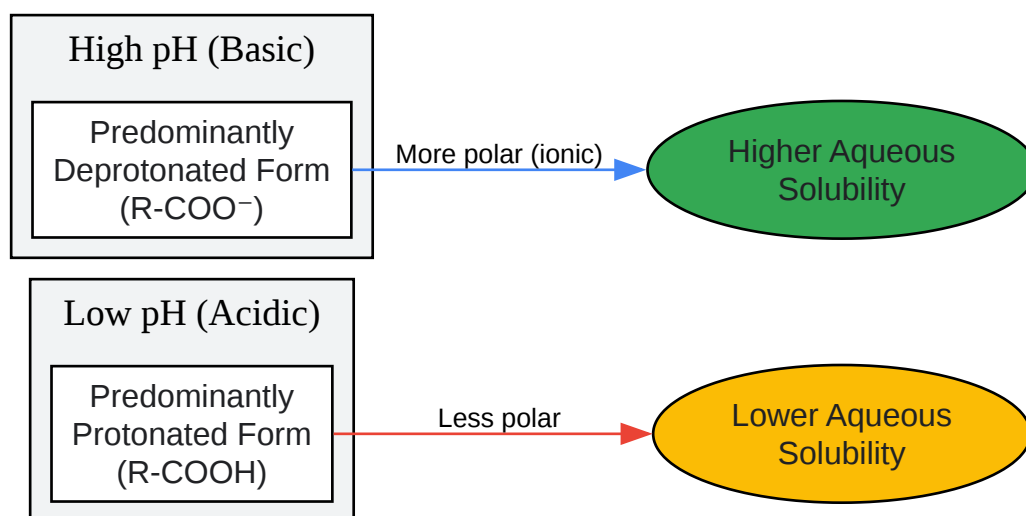 High pH (Basic)
Predominantly
Deprotonated Form
(R-COO⁻)
More polar (ionic)
Higher Aqueous
Solubility
Low pH (Acidic)
Predominantly
Protonated Form
(R-COOH)
Less polar
Lower Aqueous
Solubility